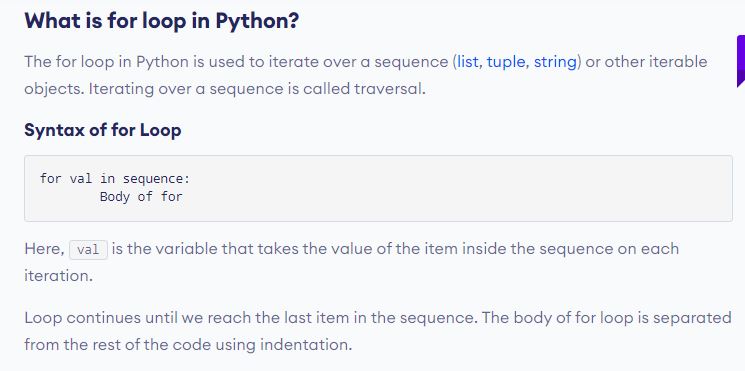 What is for loop in Python?
The for loop in Python is used to iterate over a sequence (list, tuple, string) or other iterable
objects. Iterating over a sequence is called traversal.
Syntax of for Loop
for val in sequence:
        Body of for
Here, val is the variable that takes the value of the item inside the sequence on each
iteration.
Loop continues until we reach the last item in the sequence. The body of for loop is separated
from the rest of the code using indentation.